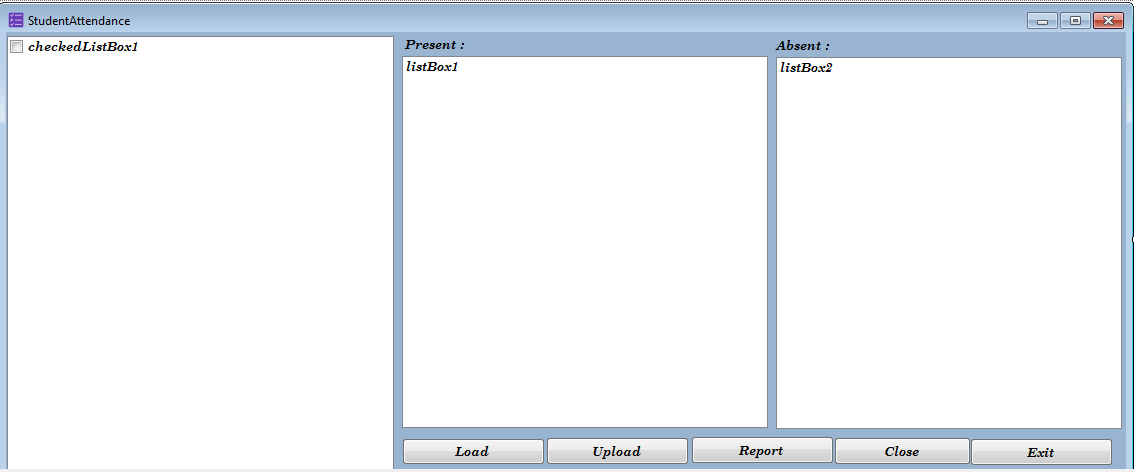 StudentAttendance
checkedListBox1
Present :
listBox1
Absent :
listBox2
Load
Upload
Report
Close
Exit